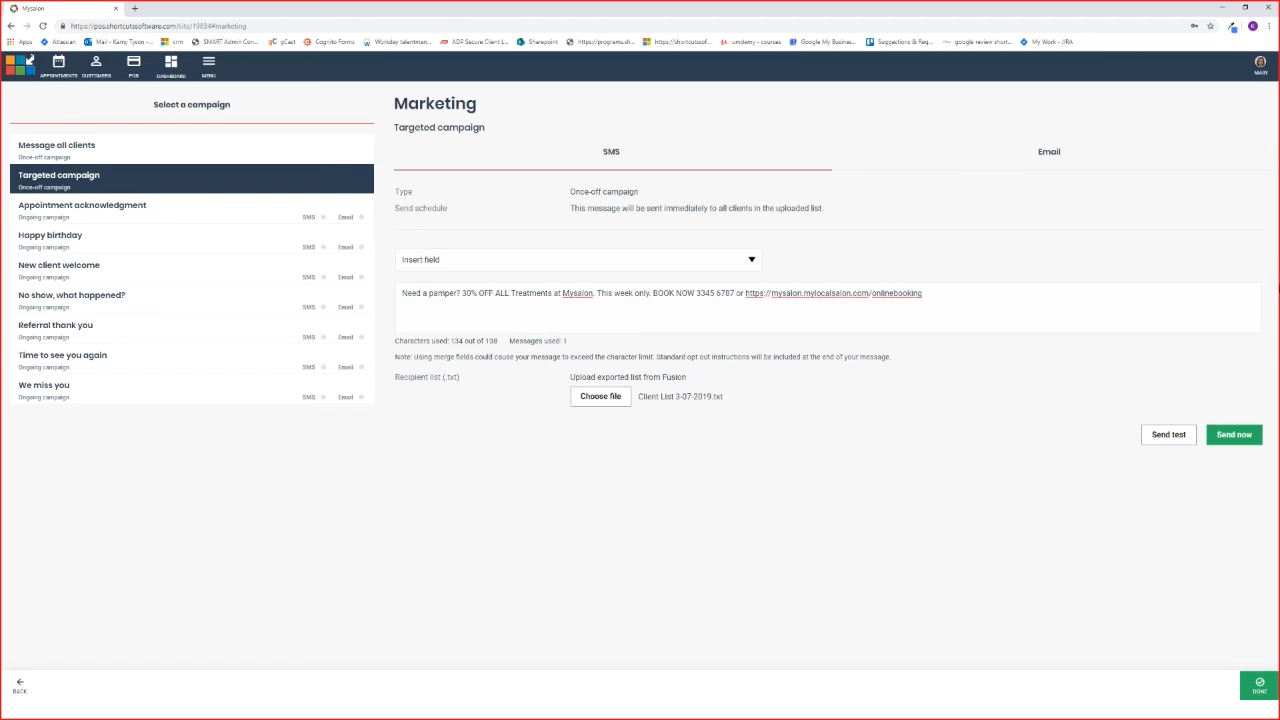 Mysalon
https://pos.shortcutssoftware.com/site/19834#marketing
Apps
Atlassian
Mail - Kamy Tyson -...
crm
SMART Admin Con...
gCast
Cognito Forms
Workday talentman...
ADP Secure Client L...
Sharepoint
https://programs.sh...
https://shortcutssof...
umdemy - courses
Google My Busines...
Suggestions & Req...
google review short...
My Work - JIRA
APPOINTMENTS
CUSTOMERS
POS
DASHBOARD
MENU
MARY
Select a campaign
Message all clients
Once-off campaign
Targeted campaign
Once-off campaign
Appointment acknowledgment
Ongoing campaign SMS Email
Happy birthday
Ongoing campaign SMS Email
New client welcome
Ongoing campaign SMS Email
No show, what happened?
Ongoing campaign SMS Email
Referral thank you
Ongoing campaign SMS Email
Time to see you again
Ongoing campaign SMS Email
We miss you
Ongoing campaign SMS Email
Marketing
Targeted campaign
SMS Email
Type Once-off campaign
Send schedule This message will be sent immediately to all clients in the uploaded list.
Insert field
Need a pamper? 30% OFF ALL Treatments at Mysalon. This week only. BOOK NOW 3345 6787 or https://mysalon.mylocalsalon.com/onlinebooking
Characters used: 134 out of 138 Messages used: 1
Note: Using merge fields could cause your message to exceed the character limit. Standard opt out instructions will be included at the end of your message.
Recipient list (.txt) Upload exported list from Fusion
Choose file Client List 3-07-2019.txt
Send test Send now
BACK
DONE